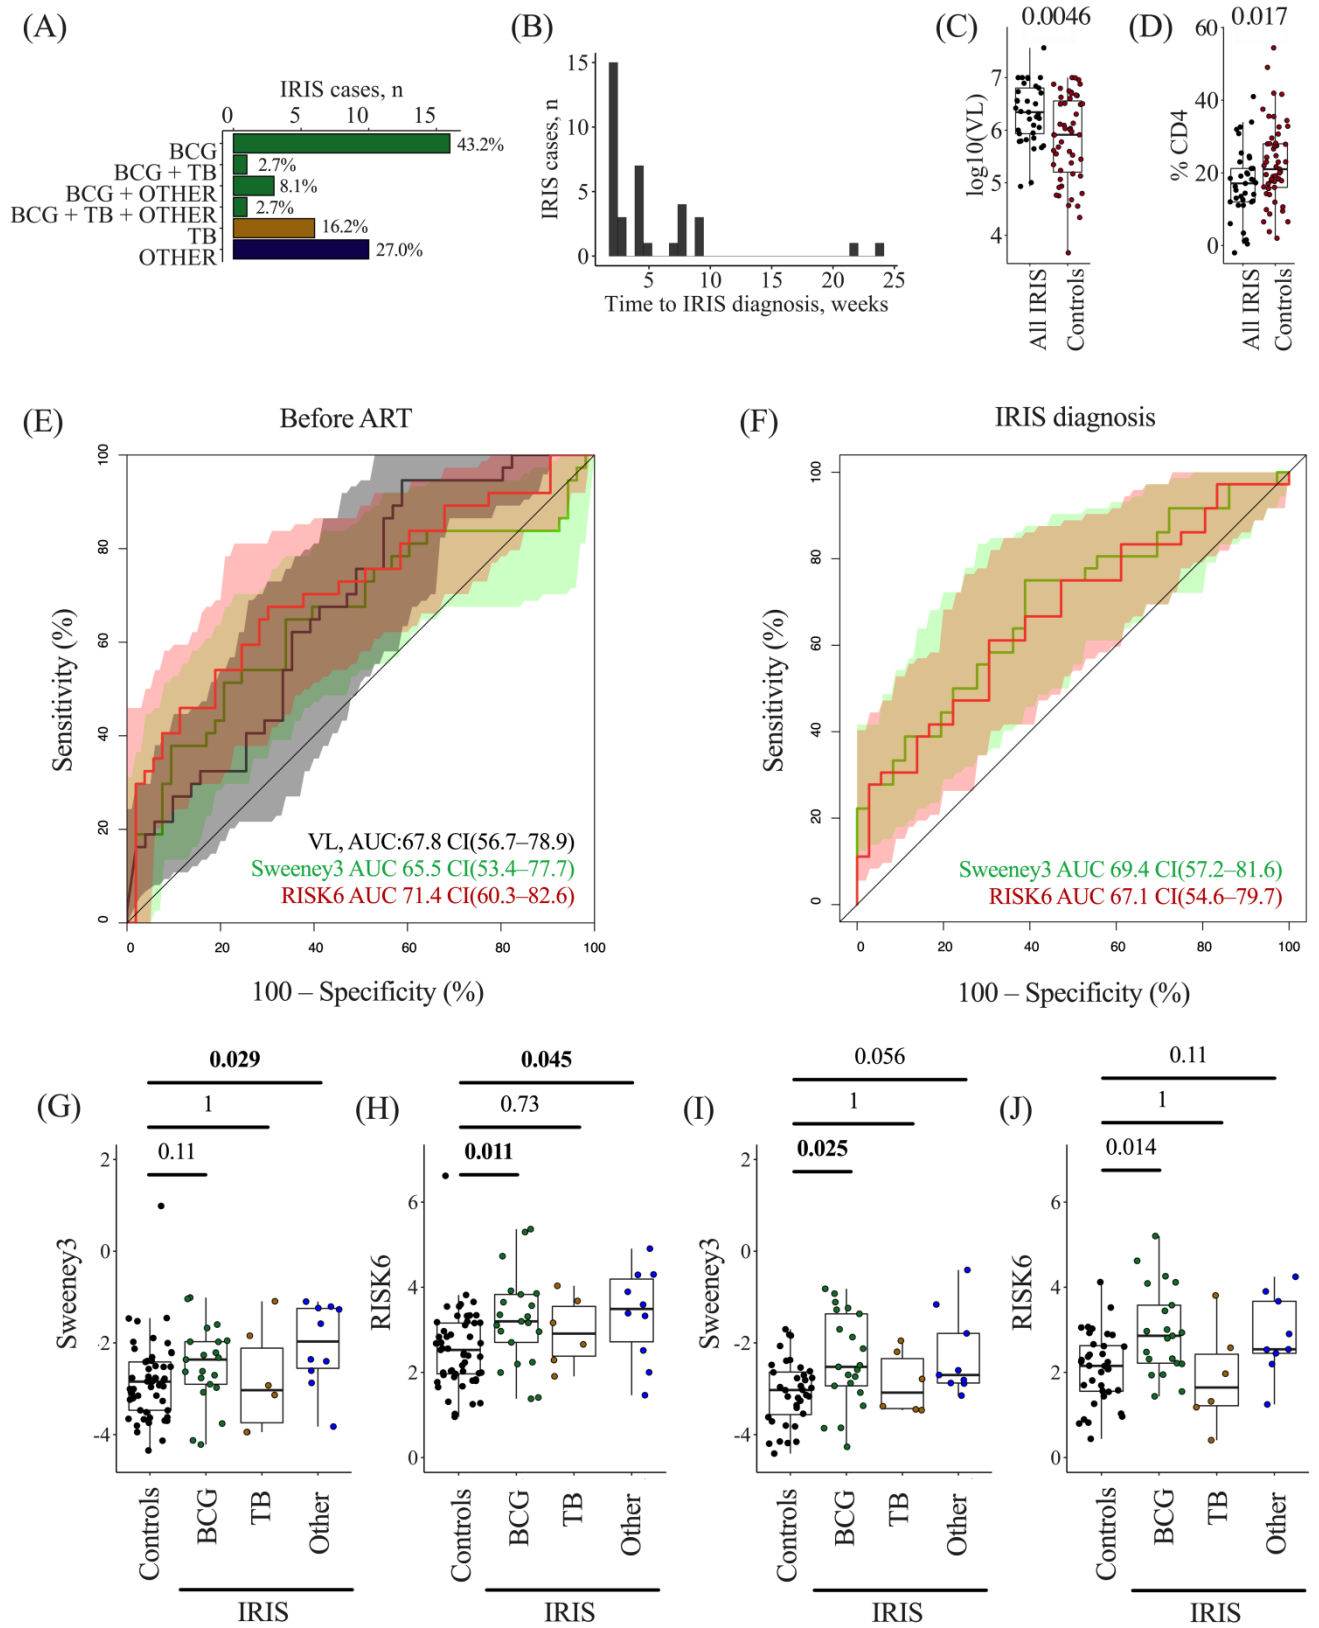 (A)
IRIS cases, n
0 5 10 15
BCG 43.2%
BCG + TB 2.7%
BCG + OTHER 8.1%
BCG + TB + OTHER 2.7%
TB 16.2%
OTHER 27.0%
(B)
IRIS cases, n
15
10
5
0
5 10 15 20 25
Time to IRIS diagnosis, weeks
(C)
0.0046
log10(VL)
7
6
5
4
All IRIS
Controls
(D)
0.017
% CD4
60
40
20
0
All IRIS
Controls
(E)
Before ART
Sensitivity (%)
100
80
60
40
20
0
VL, AUC:67.8 CI(56.7–78.9)
Sweeney3 AUC 65.5 CI(53.4–77.7)
RISK6 AUC 71.4 CI(60.3–82.6)
0 20 40 60 80 100
100 – Specificity (%)
(F)
IRIS diagnosis
Sensitivity (%)
100
80
60
40
20
0
Sweeney3 AUC 69.4 CI(57.2–81.6)
RISK6 AUC 67.1 CI(54.6–79.7)
0 20 40 60 80 100
100 – Specificity (%)
(G)
0.029
1
0.11
Sweeney3
2
0
-2
-4
Controls
BCG
TB
Other
IRIS
(H)
0.045
0.73
0.011
RISK6
6
4
2
0
Controls
BCG
TB
Other
IRIS
(I)
0.056
1
0.025
Sweeney3
2
0
-2
-4
Controls
BCG
TB
Other
IRIS
(J)
0.11
1
0.014
RISK6
6
4
2
0
Controls
BCG
TB
Other
IRIS